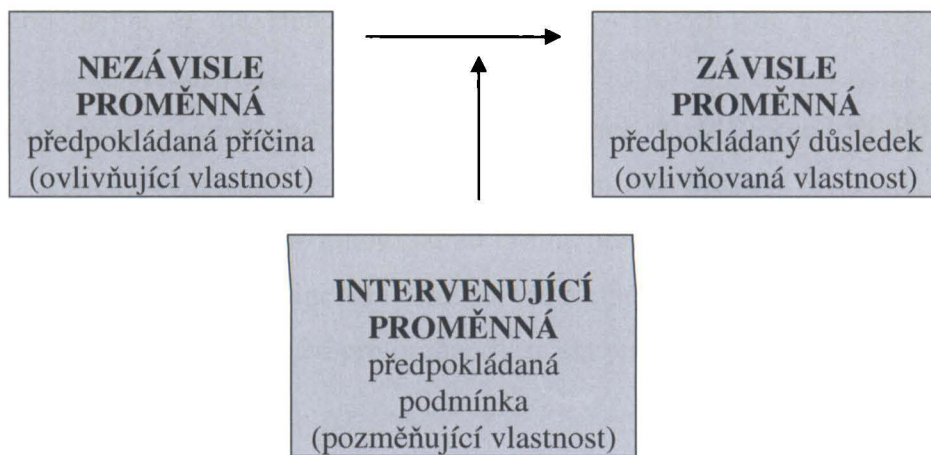 NEZÁVISLE
PROMĚNNÁ
předpokládaná příčina
(ovlivňující vlastnost)
ZÁVISLE
PROMĚNNÁ
předpokládaný důsledek
(ovlivňovaná vlastnost)
INTERVENUJÍCÍ
PROMĚNNÁ
předpokládaná
podmínka
(pozměňující vlastnost)